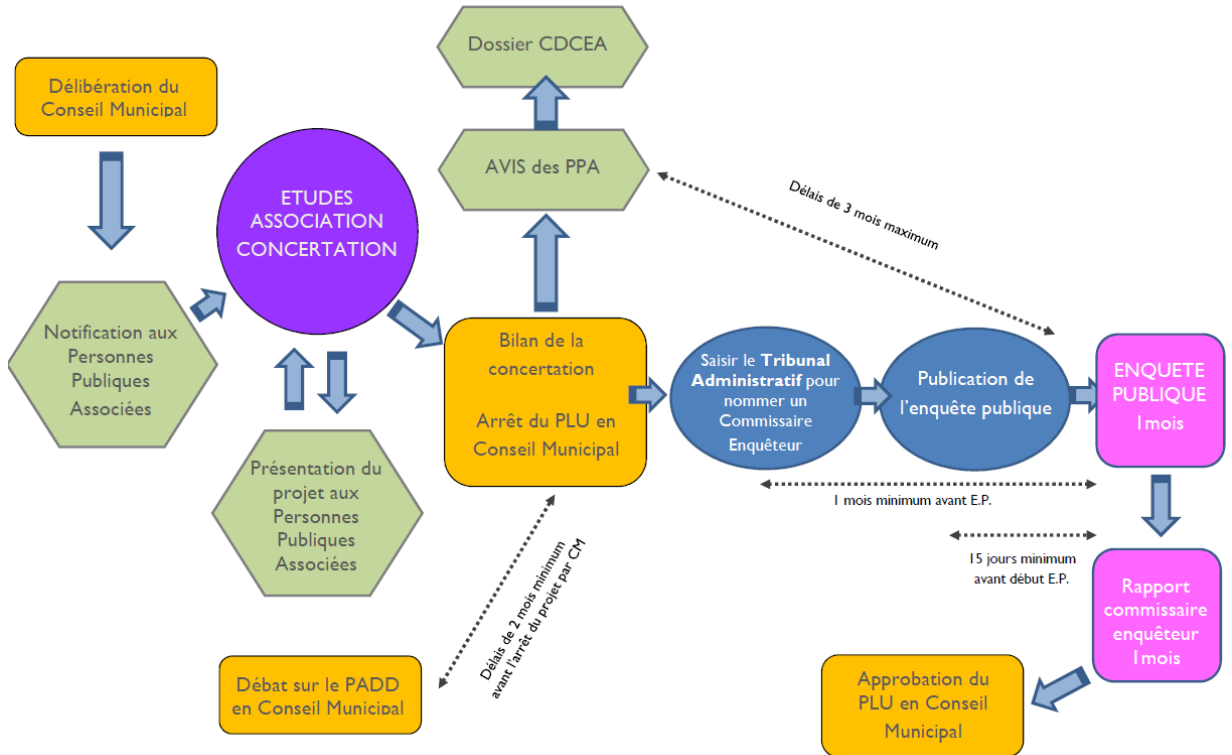 Dossier CDCEA
Délibération du
Conseil Municipal
AVIS des PPA
ETUDES
ASSOCIATION
CONCERTATION
Délais de 3 mois maximum
Notification aux
Personnes
Publiques
Associées
Bilan de la
concertation
Arrêt du PLU en
Conseil Municipal
Saisir le Tribunal
Administratif pour
nommer un
Commissaire
Enquêteur
Publication de
l'enquête publique
ENQUETE
PUBLIQUE
1mois
Présentation du
projet aux
Personnes
Publiques
Associées
1 mois minimum avant E.P.
15 jours minimum
avant début E.P.
Délais de 2 mois minimum
avant l'arrêt du projet par CM
Rapport
commissaire
enquêteur
1mois
Débat sur le PADD
en Conseil Municipal
Approbation du
PLU en Conseil
Municipal